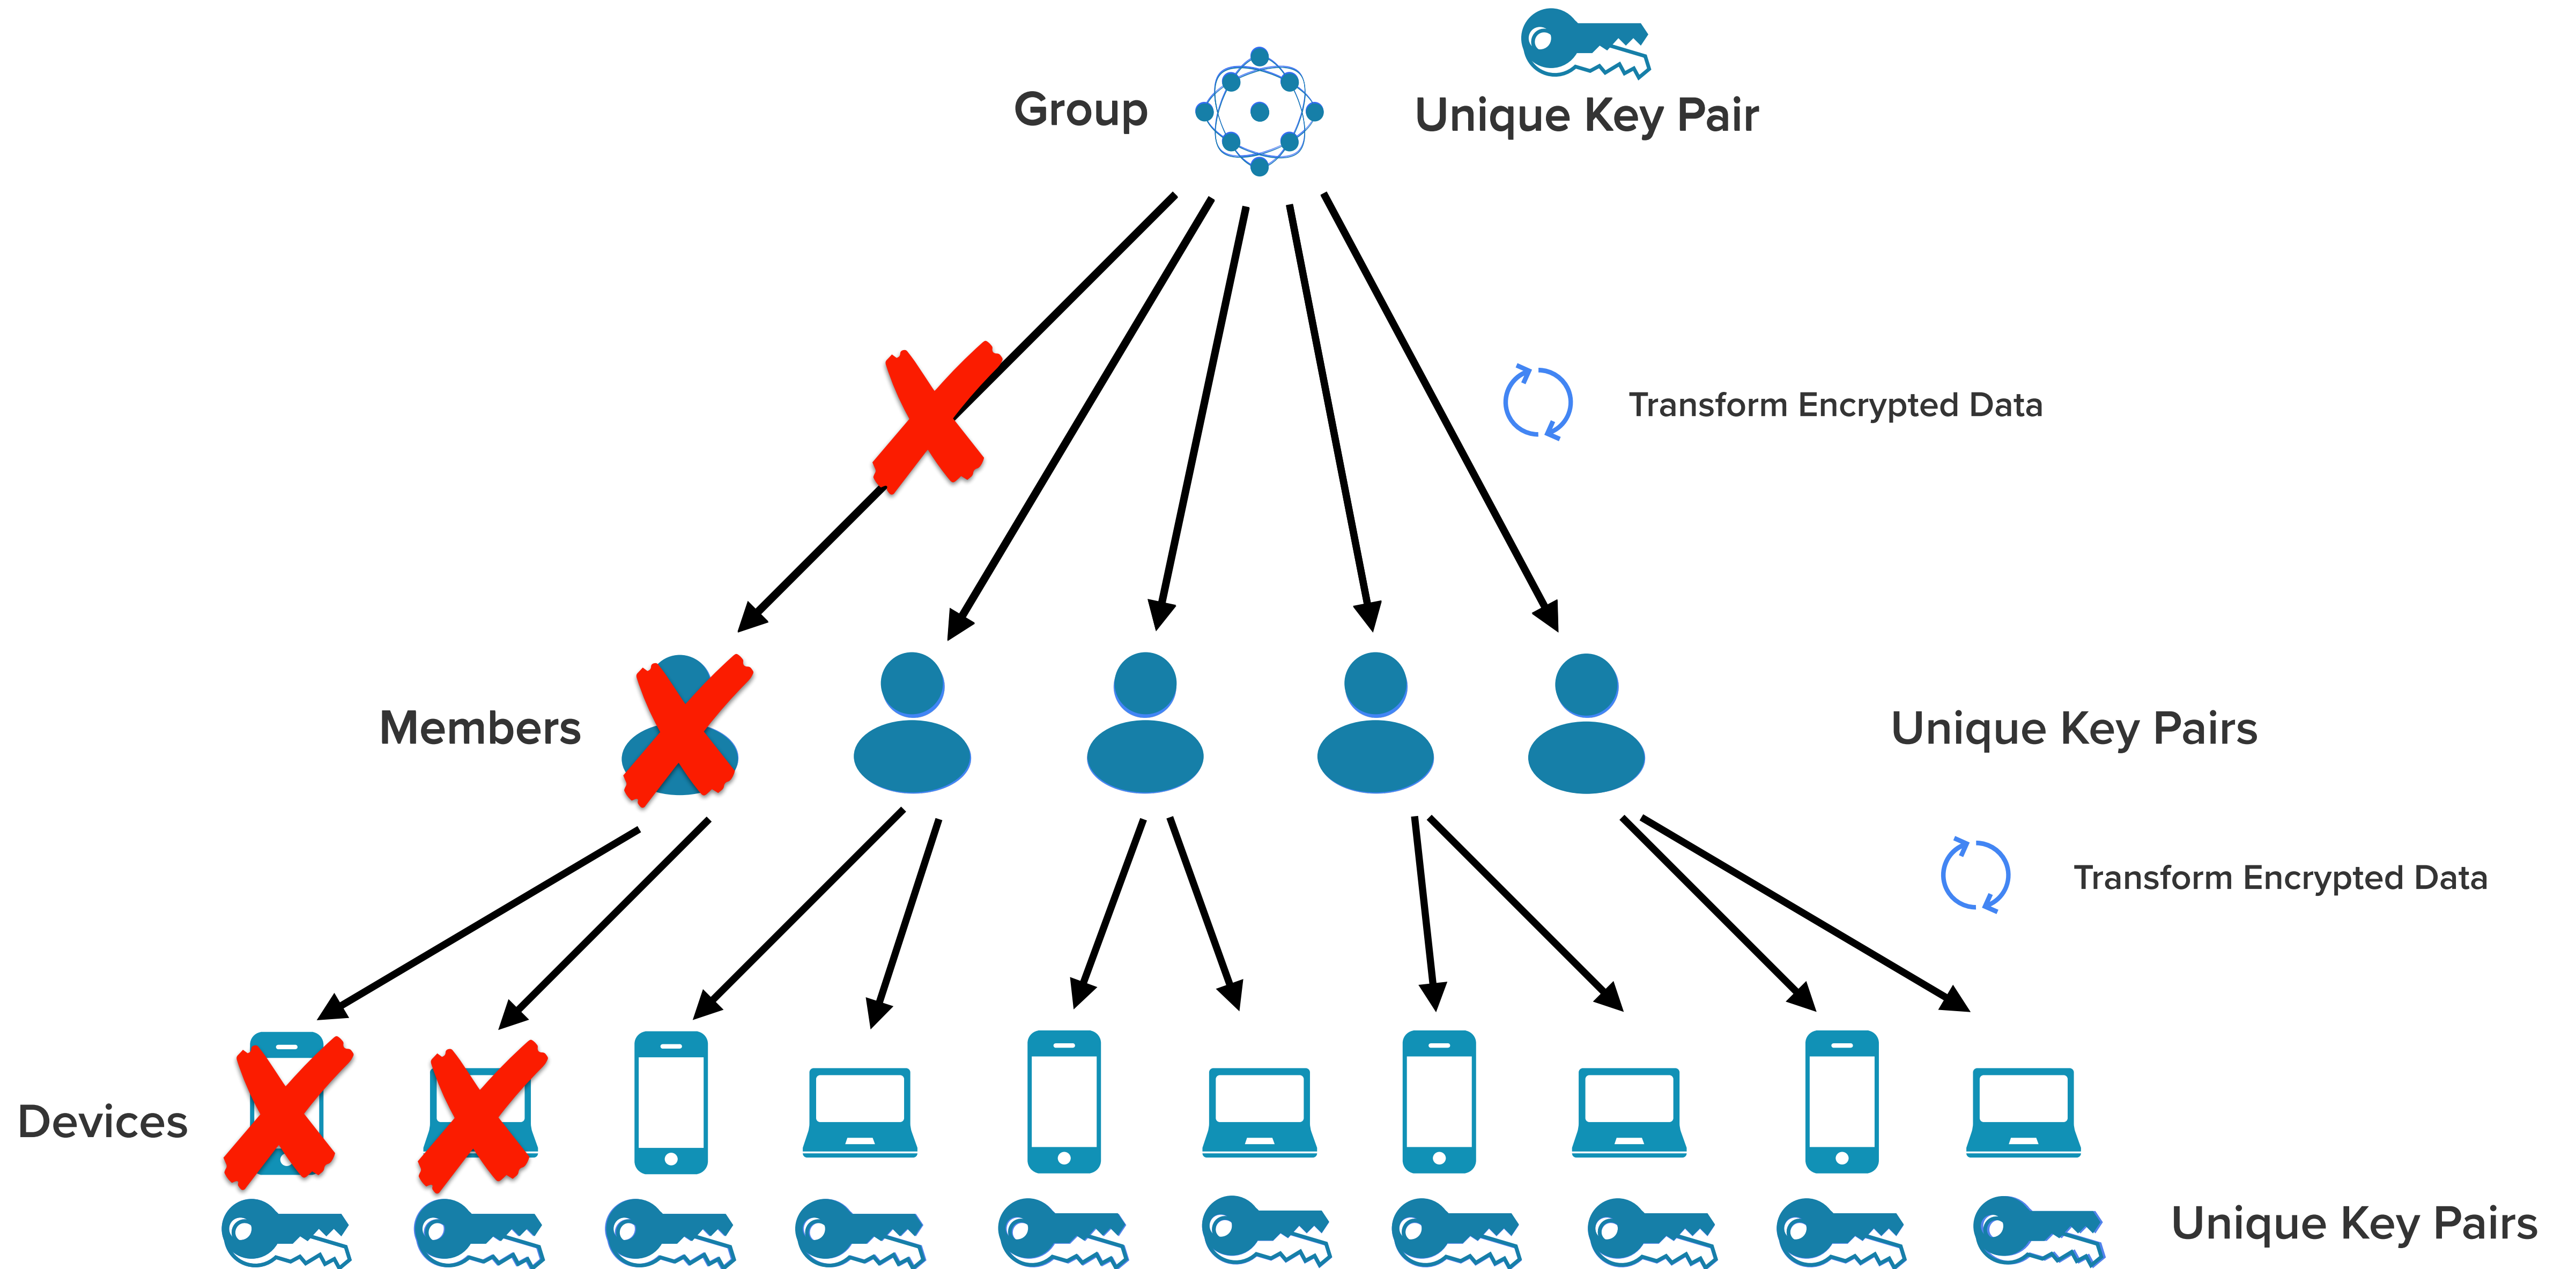 Group
Unique Key Pair
Transform Encrypted Data
Members
Unique Key Pairs
Transform Encrypted Data
Devices
Unique Key Pairs